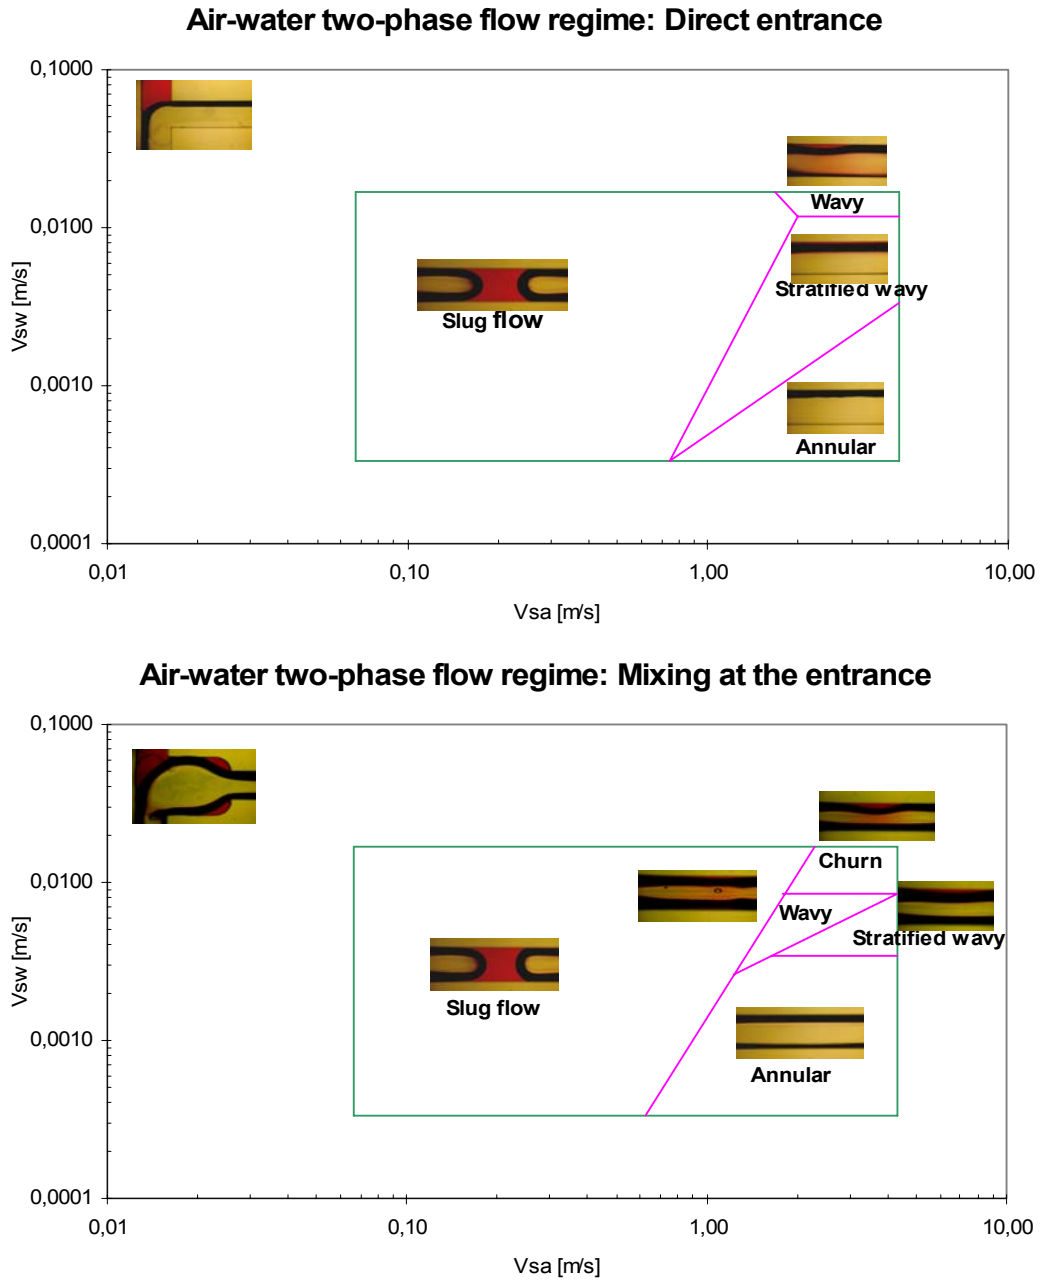 Air-water two-phase flow regime: Direct entrance
0,1000
Wavy
0,0100
Vsw [m/s]
Stratified wavy
Slug flow
0,0010
Annular
0,0001
0,01 0,10 1,00 10,00
Vsa [m/s]
Air-water two-phase flow regime: Mixing at the entrance
0,1000
Churn
0,0100
Wavy
Stratified wavy
Vsw [m/s]
Slug flow
0,0010
Annular
0,0001
0,01 0,10 1,00 10,00
Vsa [m/s]